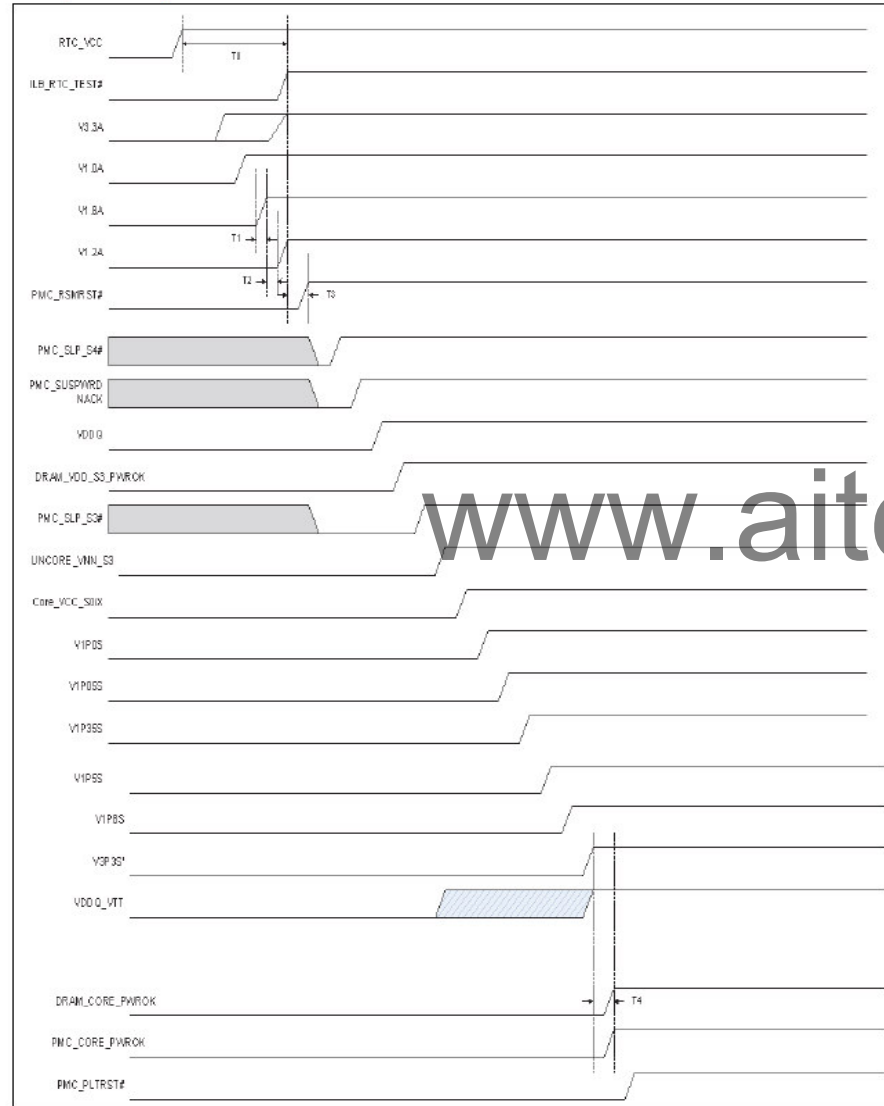 RTC_VCC
T0
ILB_RTC_TEST#
V3.3A
V1.0A
V1.8A
T1
V1.2A
T2
PMC_RSMRST#
T3
PMC_SLP_S4#
PMC_SUSPWRD
NACK
VDDQ
DRAM_VDD_S3_PWROK
PMC_SLP_S3#
www.aite
UNCORE_VNN_S3
Core_VCC_S0iX
V1P0S
V1P05S
V1P35S
V1P5S
V1P8S
V3P3S*
VDDQ_VTT
DRAM_CORE_PWROK
T4
PMC_CORE_PWROK
PMC_PLTRST#